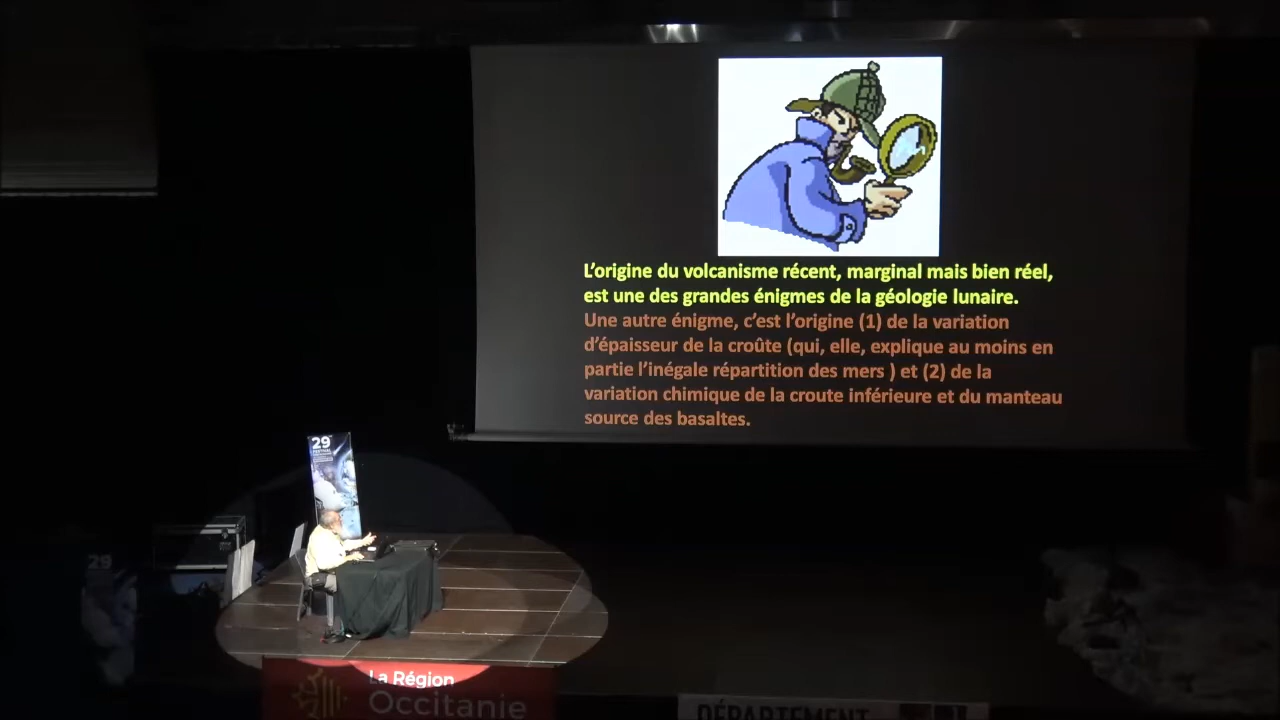 L'origine du volcanisme récent, marginal mais bien réel,
est une des grandes énigmes de la géologie lunaire.
Une autre énigme, c'est l'origine (1) de la variation
d'épaisseur de la croûte (qui, elle, explique au moins en
partie l'inégale répartition des mers ) et (2) de la
variation chimique de la croute inférieure et du manteau
source des basaltes.
29
FESTIVAL
29
La Région
Occitanie
DÉPARTEMENT